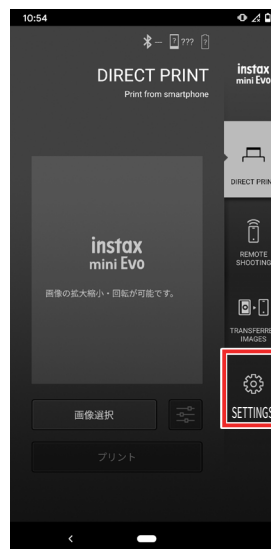 10:54
???
?
DIRECT PRINT
Print from smartphone
instax
mini Evo
画像の拡大縮小・回転が可能です。
画像選択
プリント
instax
mini Evo
DIRECT PRIN
REMOTE
SHOOTING
TRANSFERRE
IMAGES
SETTINGS